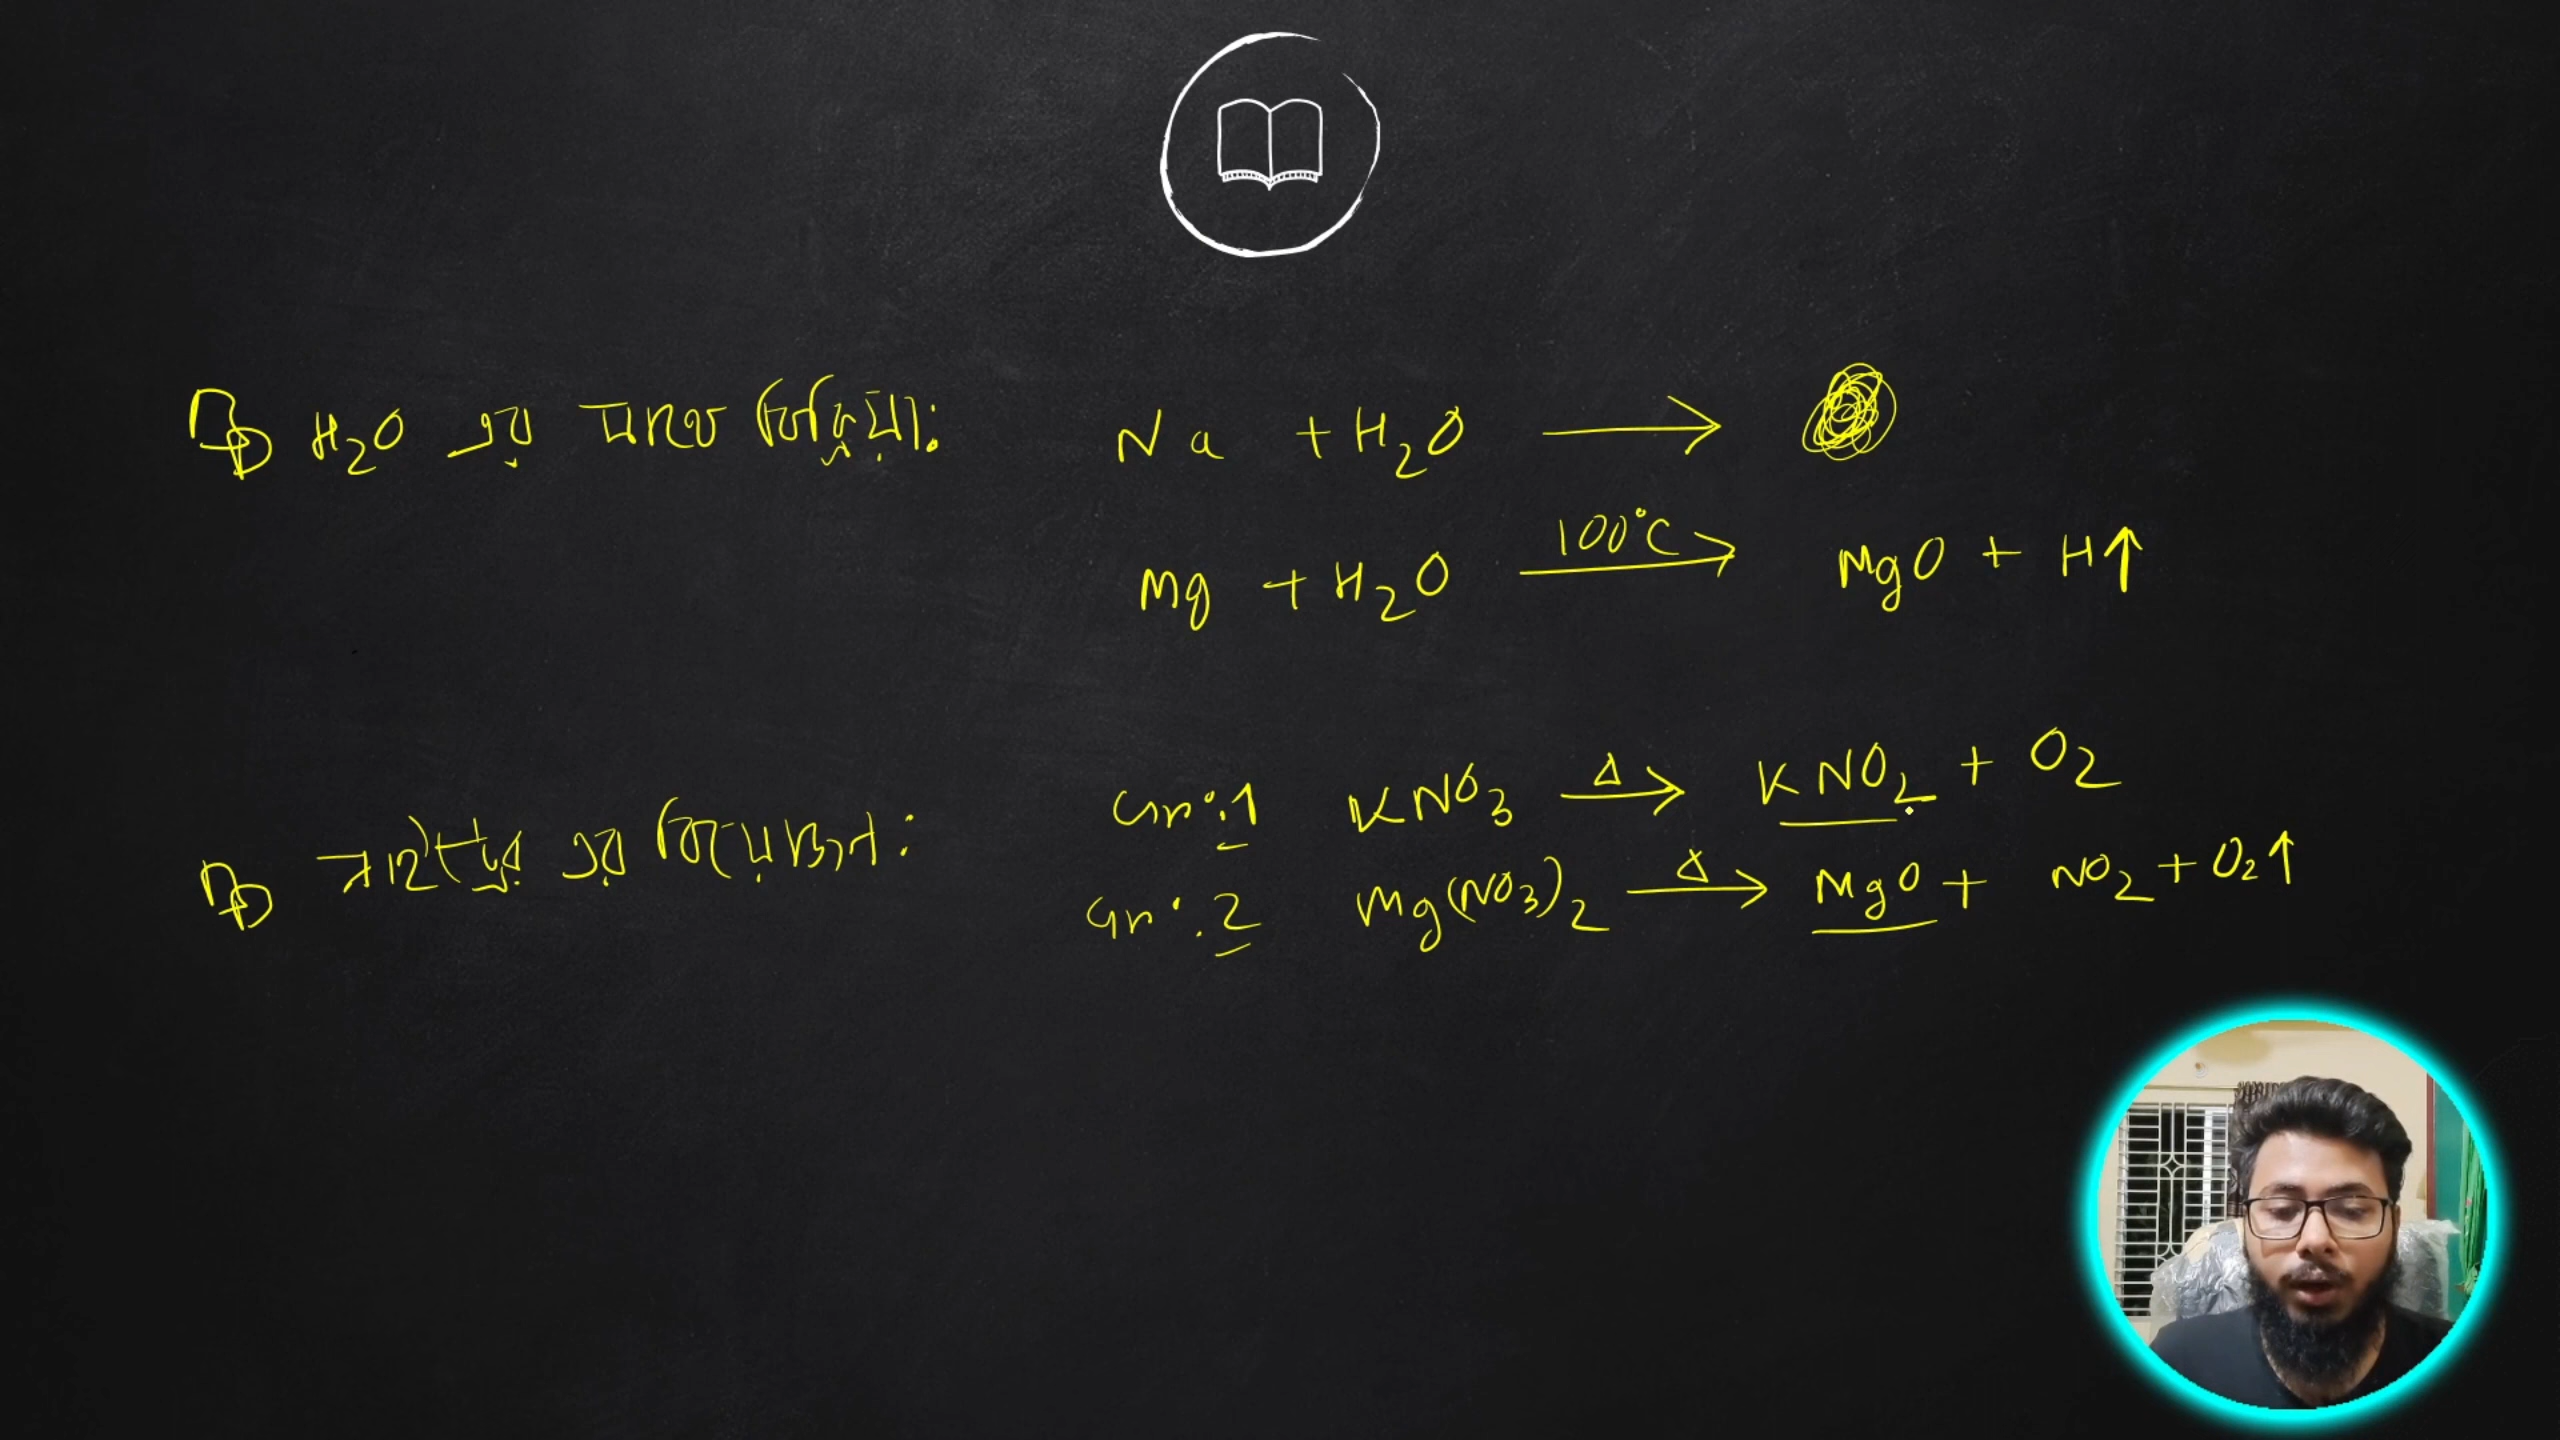 H₂O এর সাথে বিক্রিয়া: Na + H₂O →
Mg + H₂O 100°C → MgO + H↑
নাইট্রেট এর বিয়োজন: Gr:1 KNO₃ Δ → KNO₂ + O₂
Gr:2 Mg(NO₃)₂ Δ → MgO + NO₂ + O₂↑